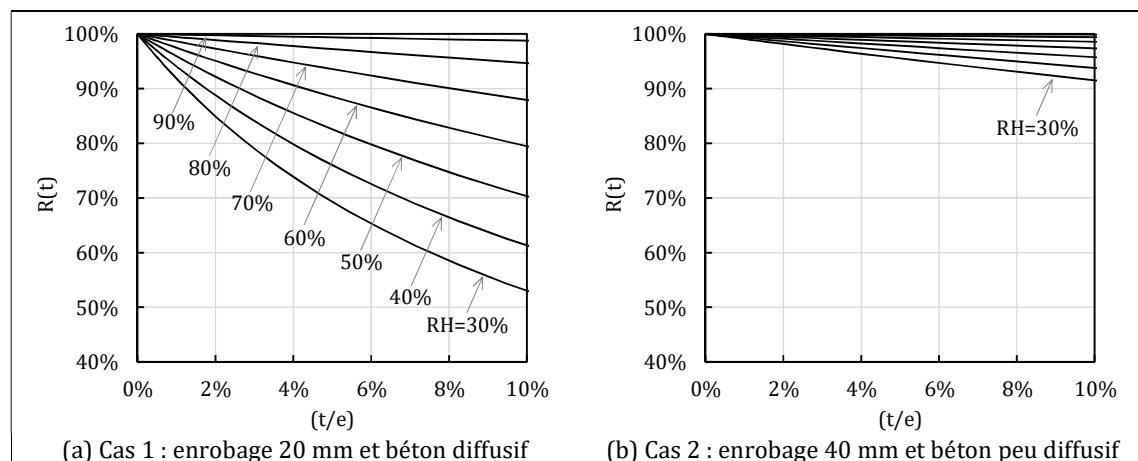 100%
90%
80%
70%
60%
50%
40%
R(t)
90%
80%
70%
60%
50%
40%
RH=30%
0% 2% 4% 6% 8% 10%
(t/e)
(a) Cas 1 : enrobage 20 mm et béton diffusif
100%
90%
80%
70%
60%
50%
40%
R(t)
RH=30%
0% 2% 4% 6% 8% 10%
(t/e)
(b) Cas 2 : enrobage 40 mm et béton peu diffusif